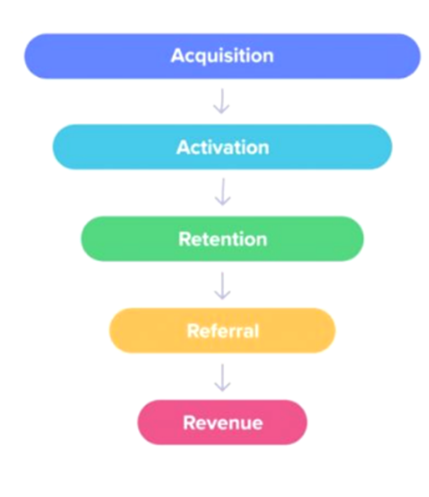 Acquisition
Activation
Retention
Referral
Revenue